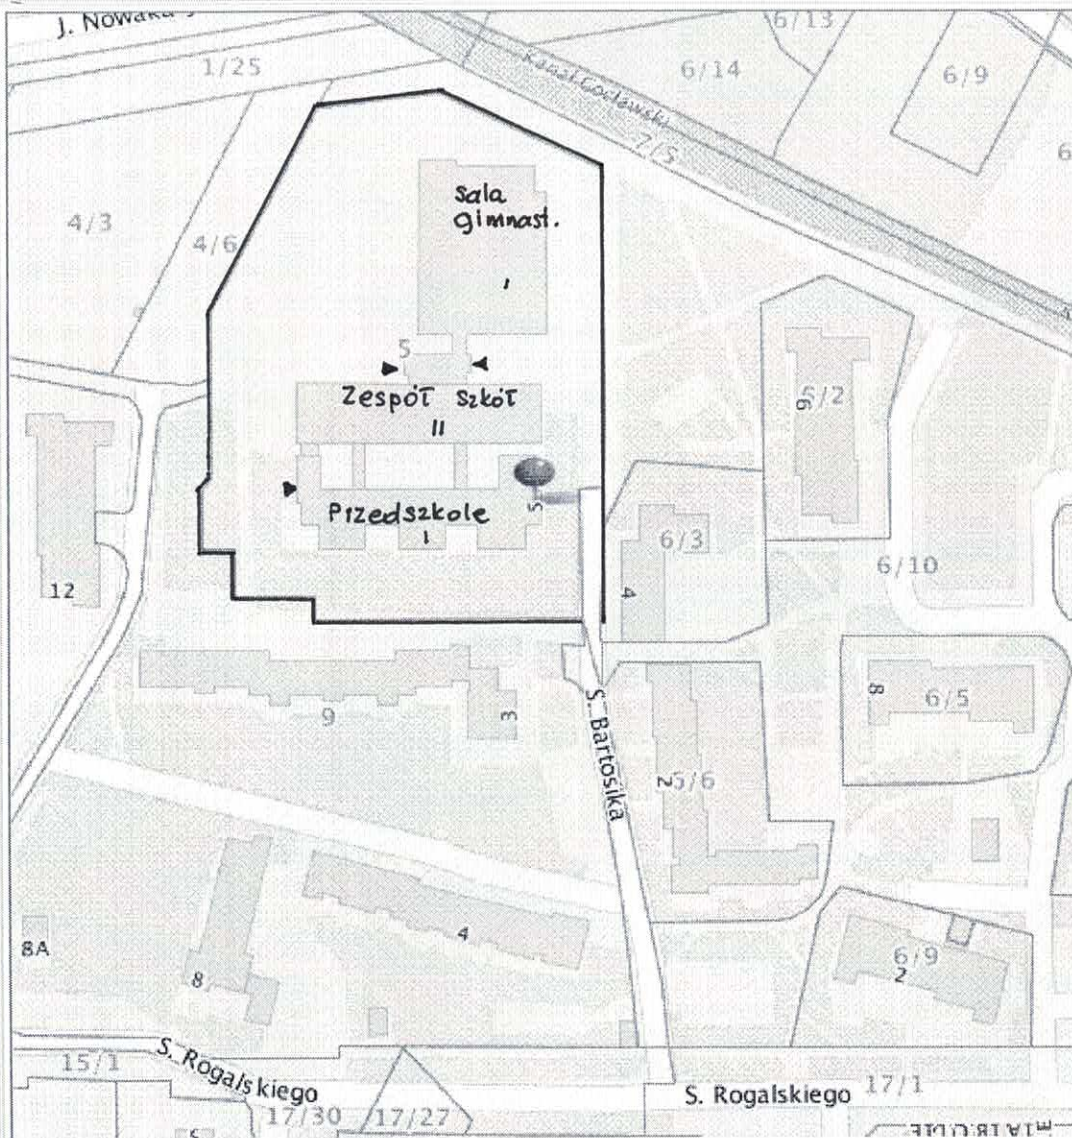 J. Nowaka-J
1/25
6/13
6/14
6/9
Kanał Gocławski
7/5
4/3
4/6
Sala
gimnast.
I
5
Zespół szkół
II
Przedszkole
I
5
6/2
6
6/3
4
6/10
12
9
3
S. Bartosika
8
6/5
2
5/6
4
8A
8
6/9
2
15/1
S. Rogalskiego
S. Rogalskiego
17/1
17/30
17/27